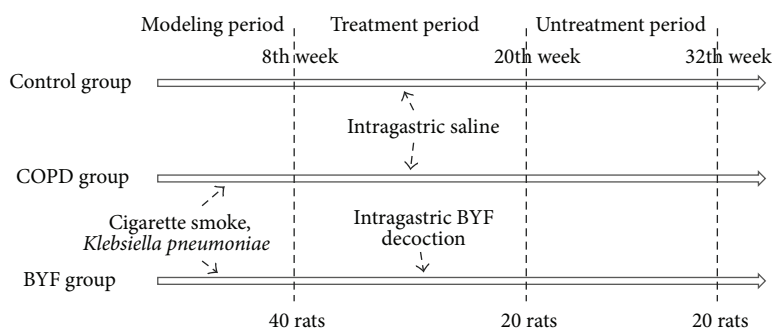 Modeling period
Treatment period
Untreatment period
8th week
20th week
32th week
Control group
Intragastric saline
COPD group
Cigarette smoke,
Klebsiella pneumoniae
Intragastric BYF
decoction
BYF group
40 rats
20 rats
20 rats